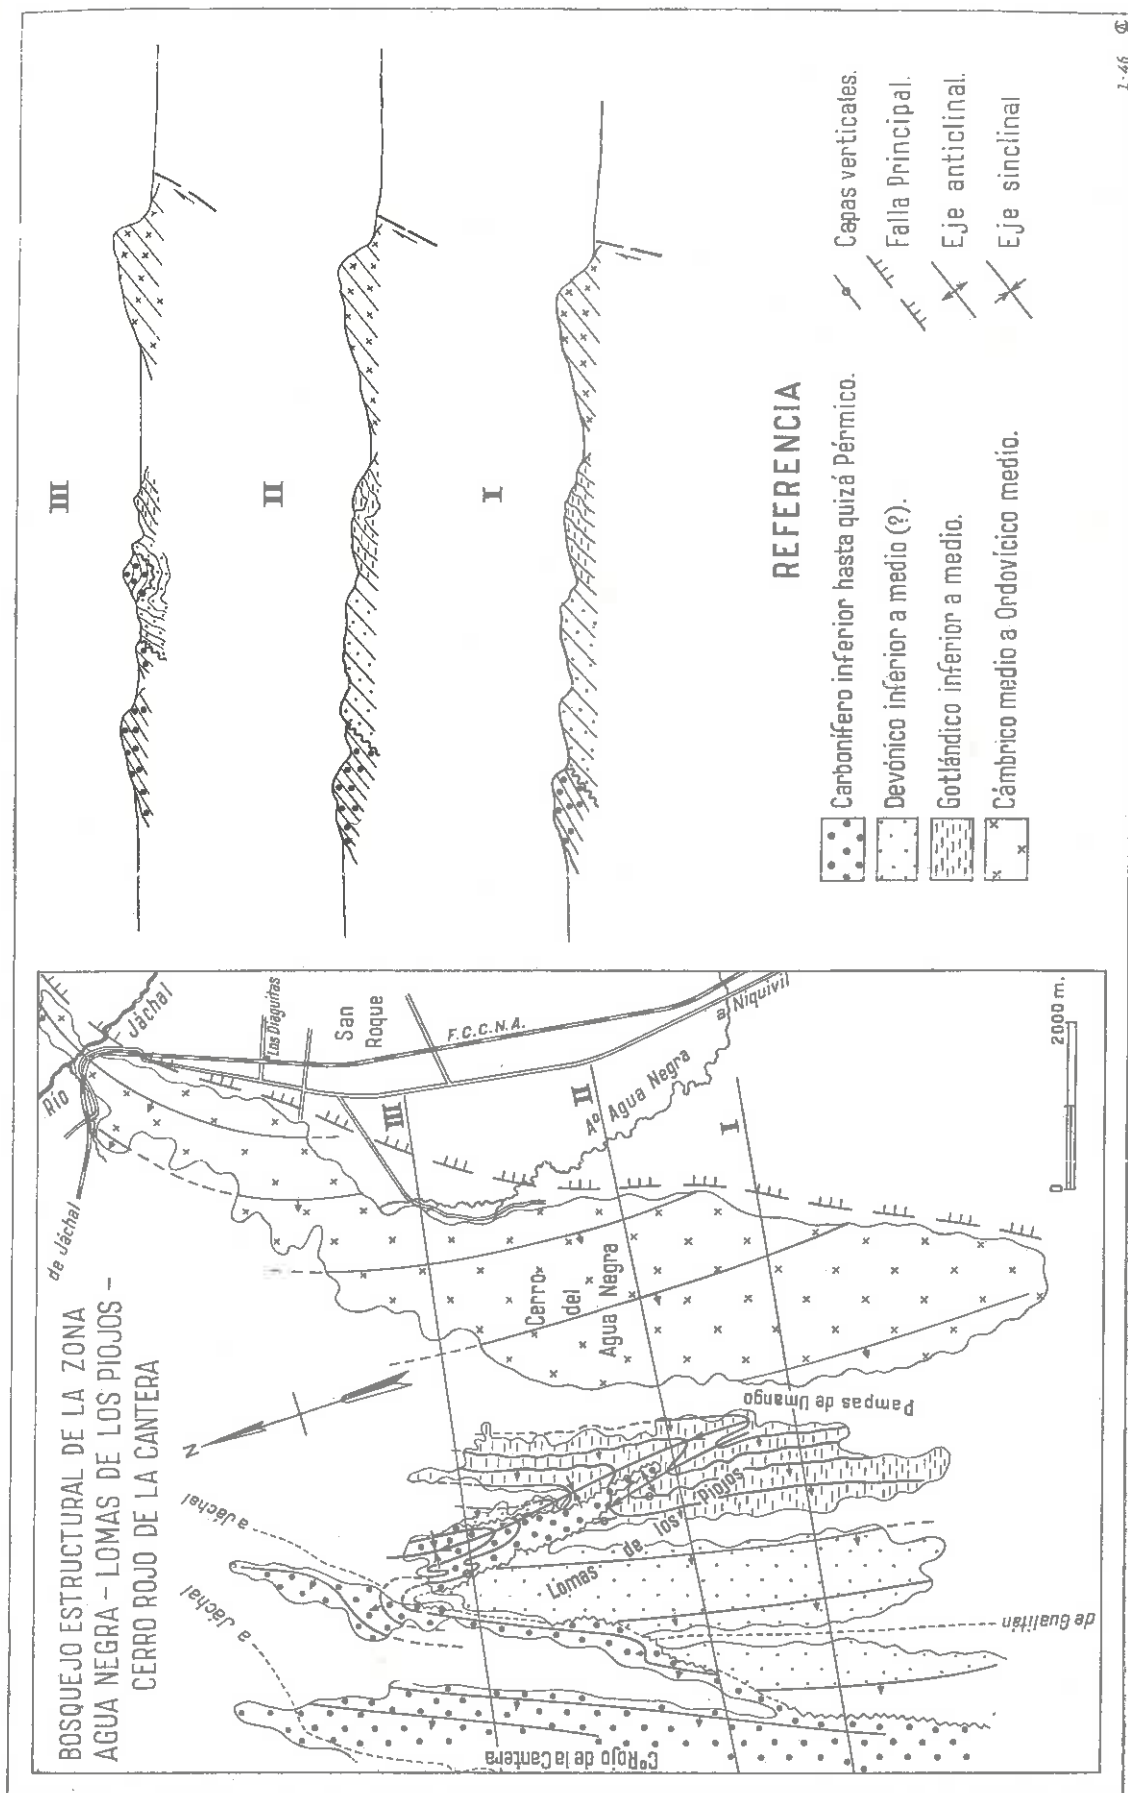 BOSQUEJO ESTRUCTURAL DE LA ZONA
AGUA NEGRA - LOMAS DE LOS PIOJOS -
CERRO ROJO DE LA CANTERA
N
a Jáchal
a Jáchal
de Jáchal
Río
Jáchal
Los Diaguitas
San
Roque
F.C.C.N.A.
a Niquivil
Aº Agua Negra
III
II
I
Cerro
del
Agua Negra
Pampas de Umango
Lomas de los Piojos
de Gualilán
Cº Rojo de la Cantera
0
2000 m.
III
II
I
REFERENCIA
Carbonífero inferior hasta quizá Pérmico.
Devónico inferior a medio (?).
Gotlándico inferior a medio.
Cámbrico medio a Ordovícico medio.
Capas verticales.
Falla Principal.
Eje anticlinal.
Eje sinclinal